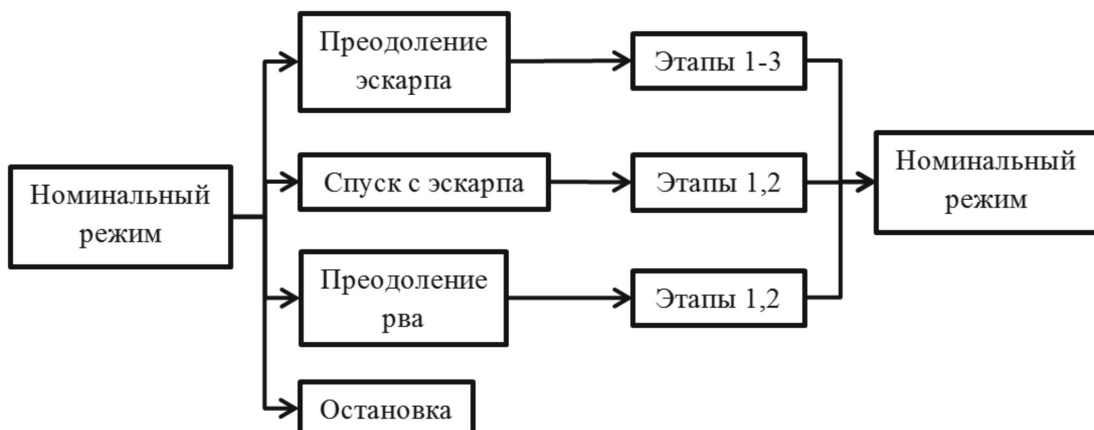 Номинальный
режим
Преодоление
эскарпа
Этапы 1-3
Спуск с эскарпа
Этапы 1,2
Преодоление
рва
Этапы 1,2
Остановка
Номинальный
режим